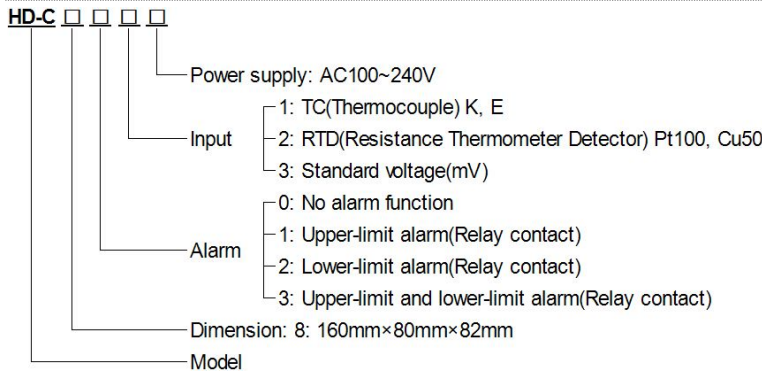 HD-C □ □ □ □
Power supply: AC100~240V
1: TC(Thermocouple) K, E
Input
2: RTD(Resistance Thermometer Detector) Pt100, Cu50
3: Standard voltage(mV)
0: No alarm function
1: Upper-limit alarm(Relay contact)
Alarm
2: Lower-limit alarm(Relay contact)
3: Upper-limit and lower-limit alarm(Relay contact)
Dimension: 8: 160mm×80mm×82mm
Model